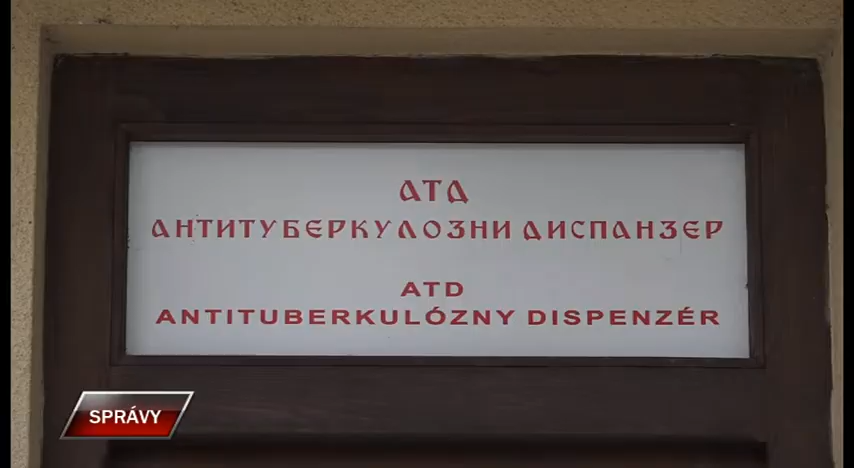 АТД
АНТИТУБЕРКУЛОЗНИ ДИСПАНЗЕР
ATD
ANTITUBERKULÓZNY DISPENZÉR
SPRÁVY